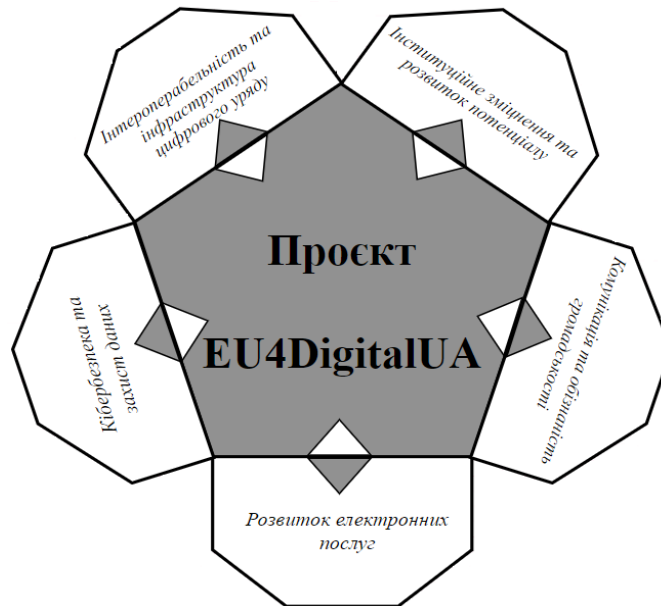 Інтероперабельність та
інфраструктура
цифрового уряду
Інституційне зміцнення та
розвиток потенціалу
Проєкт
EU4DigitalUA
Кібербезпека та
захист даних
Комунікація та обізнаність
громадськості
Розвиток електронних
послуг